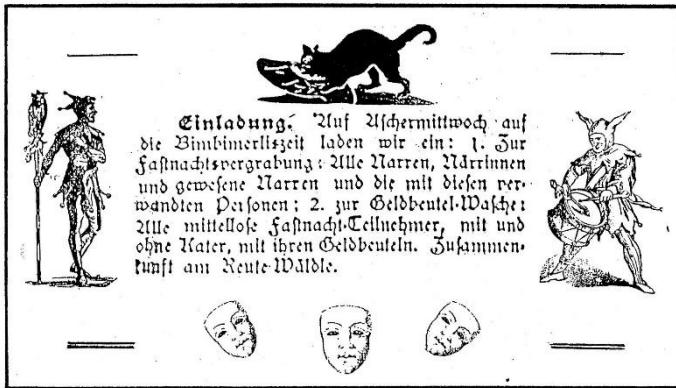 Einladung. Auf Aschermittwoch auf
die Bimbimerliszeit laden wir ein: 1. Zur
Fastnachtsvergrabung: Alle Narren, Närrinnen
und gewesene Narren und die mit diesen ver-
wandten Personen; 2. zur Geldbeutel-Wasche:
Alle mittellose Fastnacht-Teilnehmer, mit und
ohne Kater, mit ihren Geldbeuteln. Zusammen-
kunft am Reute-Wäldle.